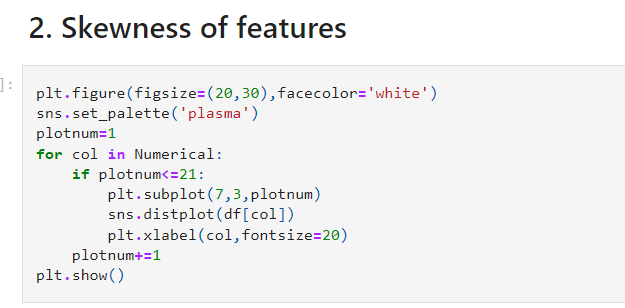 2. Skewness of features
]:
plt.figure(figsize=(20,30),facecolor='white')
sns.set_palette('plasma')
plotnum=1
for col in Numerical:
    if plotnum<=21:
        plt.subplot(7,3,plotnum)
        sns.distplot(df[col])
        plt.xlabel(col,fontsize=20)
    plotnum+=1
plt.show()